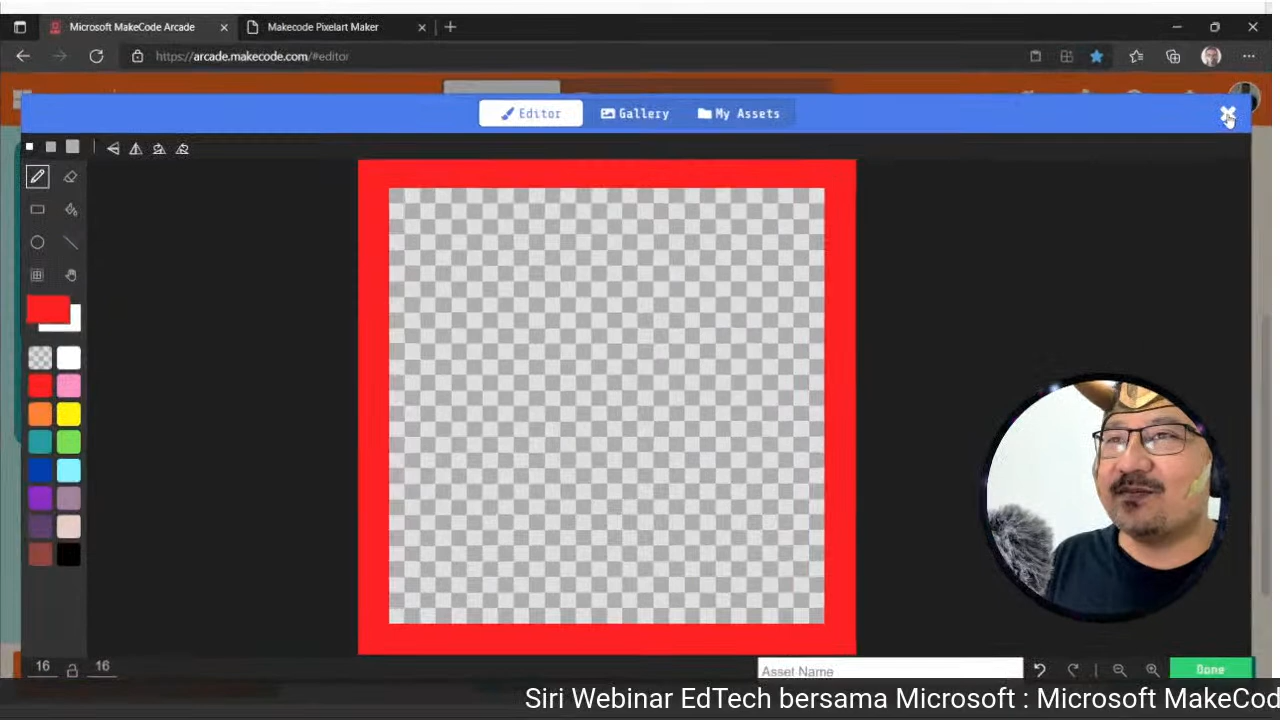 Microsoft MakeCode Arcade
Makecode Pixelart Maker
https://arcade.makecode.com/#editor
Editor
Gallery
My Assets
16
16
Asset Name
Done
Siri Webinar EdTech bersama Microsoft : Microsoft MakeCod